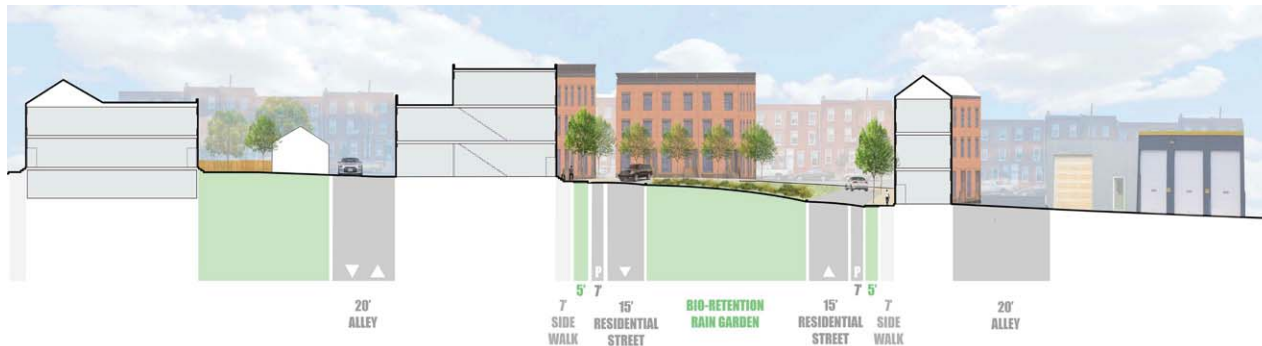 P
P
5'
7'
7'
5'
20'
ALLEY
7'
SIDE
WALK
15'
RESIDENTIAL
STREET
BIO-RETENTION
RAIN GARDEN
15'
RESIDENTIAL
STREET
7'
SIDE
WALK
20'
ALLEY